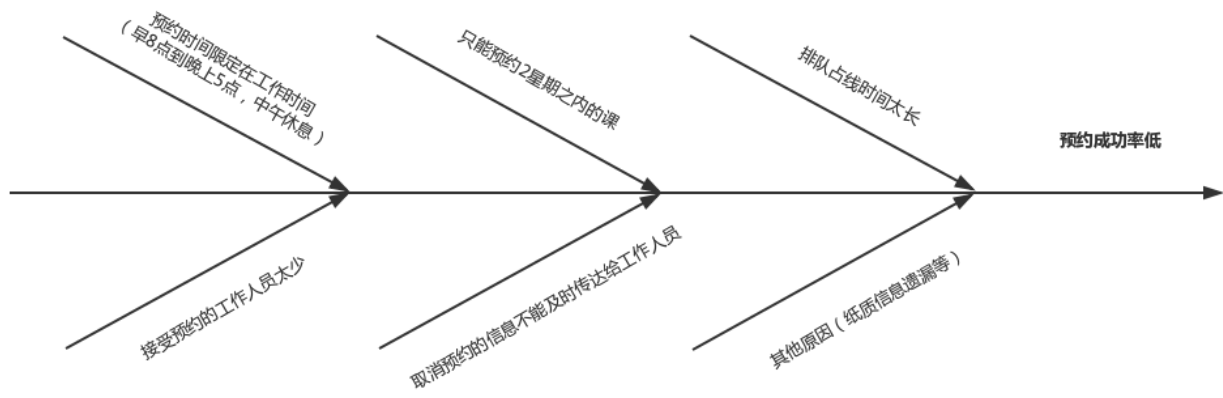 预约时间限定在工作时间
（早8点到晚上5点，中午休息）
只能预约2星期之内的课
排队占线时间太长
预约成功率低
接受预约的工作人员太少
取消预约的信息不能及时传达给工作人员
其他原因（纸质信息遗漏等）